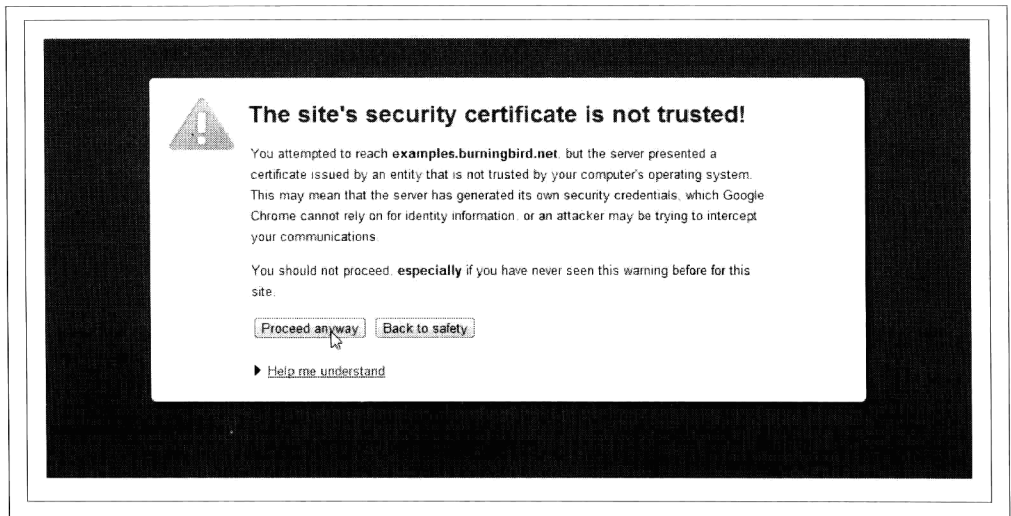 The site's security certificate is not trusted!
You attempted to reach examples.burningbird.net, but the server presented a
certificate issued by an entity that is not trusted by your computer's operating system.
This may mean that the server has generated its own security credentials, which Google
Chrome cannot rely on for identity information, or an attacker may be trying to intercept
your communications.
You should not proceed, especially if you have never seen this warning before for this
site.
Proceed anyway Back to safety
Help me understand